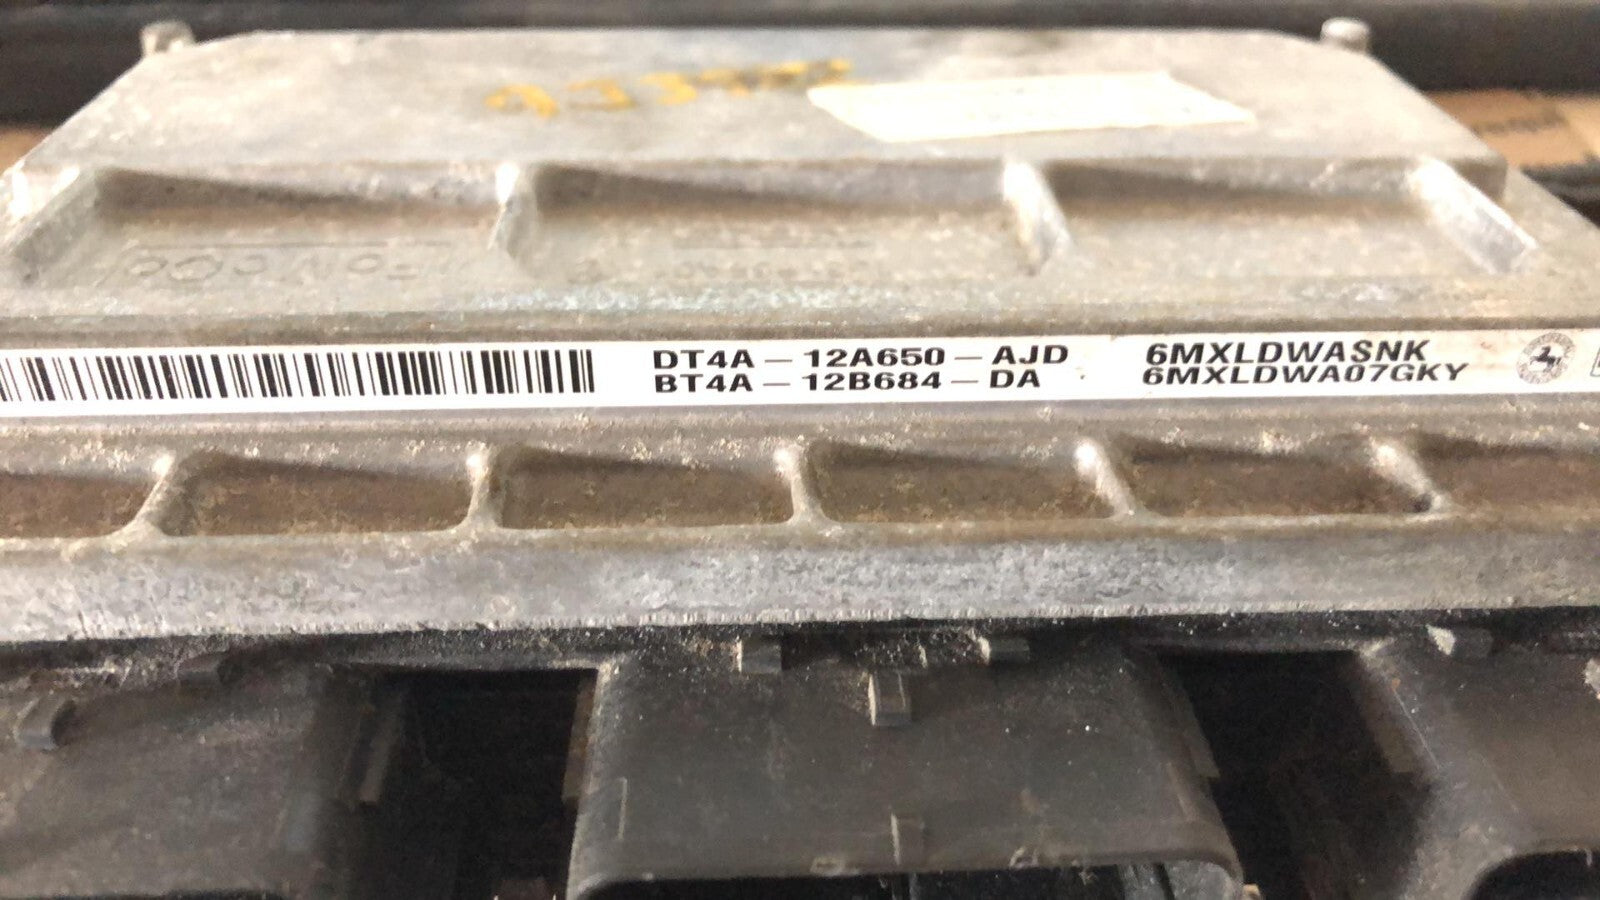 DT4A-12A650-AJD 6MXLDWASNK
BT4A-12B684-DA 6MXLDWA07GKY